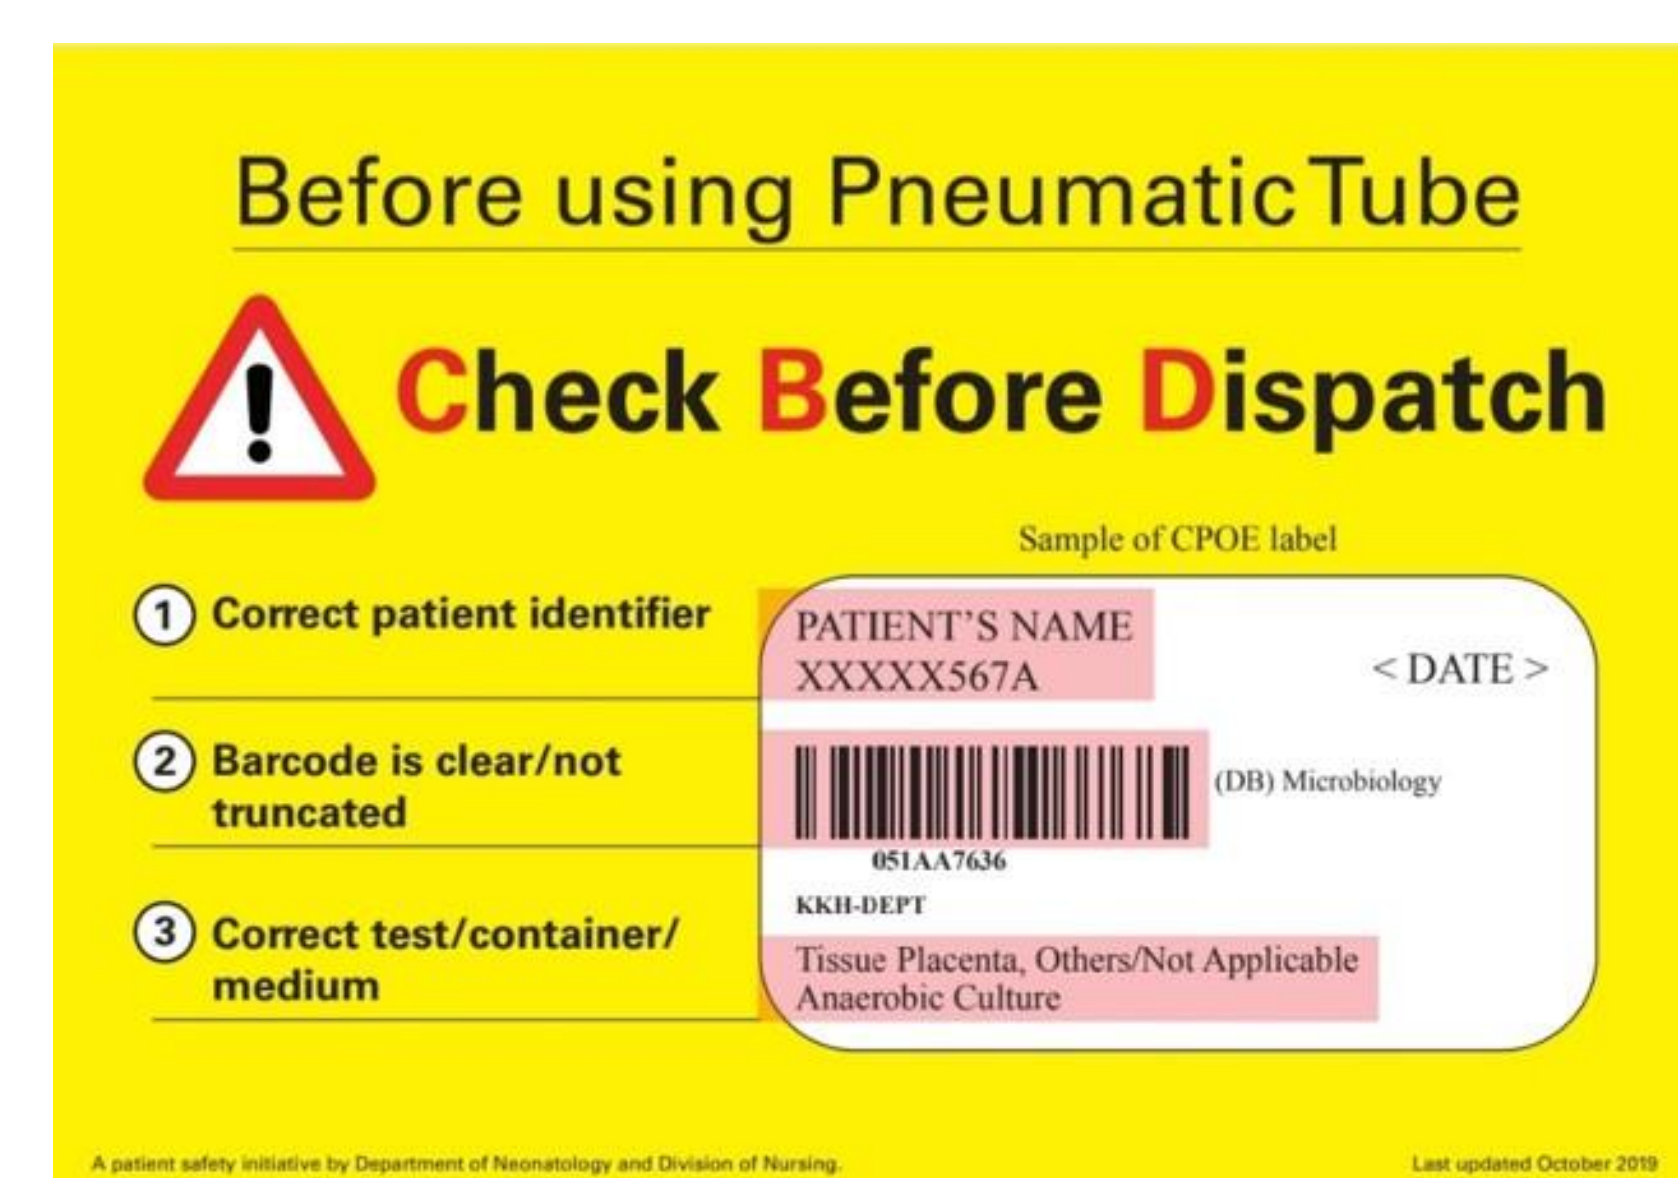 Before using Pneumatic Tube
Check Before Dispatch
Sample of CPOE label
1 Correct patient identifier
PATIENT'S NAME
XXXXX567A
< DATE >
2 Barcode is clear/not
truncated
(DB) Microbiology
051AA7636
KKH-DEPT
3 Correct test/container/
medium
Tissue Placenta, Others/Not Applicable
Anaerobic Culture
A patient safety initiative by Department of Neonatology and Division of Nursing.
Last updated October 2019